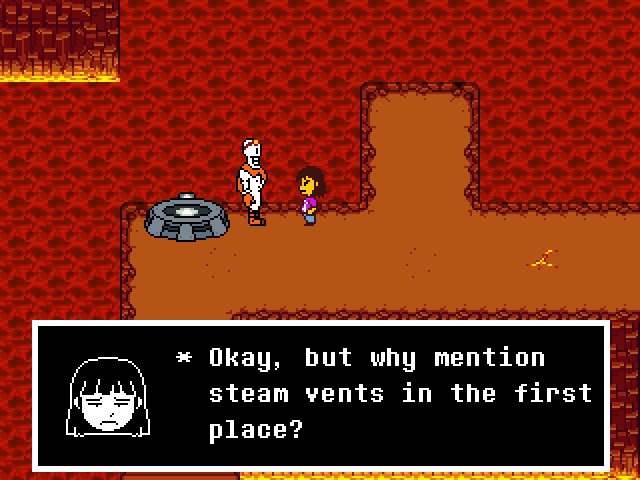 * Okay, but why mention
steam vents in the first
place?